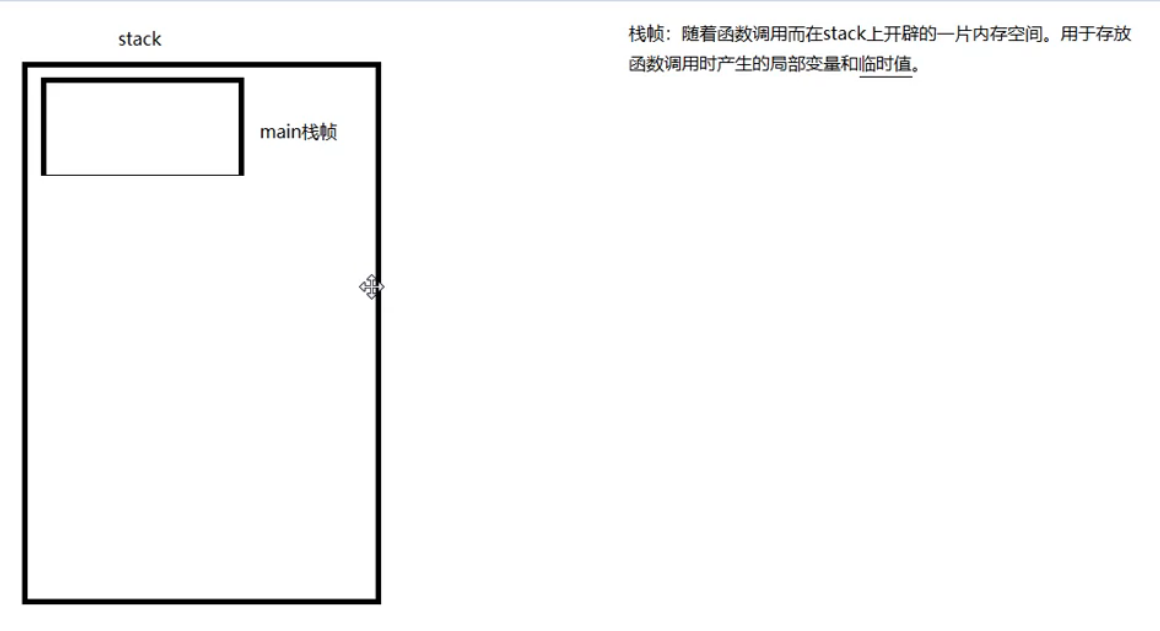 stack
main栈帧
栈帧：随着函数调用而在stack上开辟的一片内存空间。用于存放
函数调用时产生的局部变量和临时值。